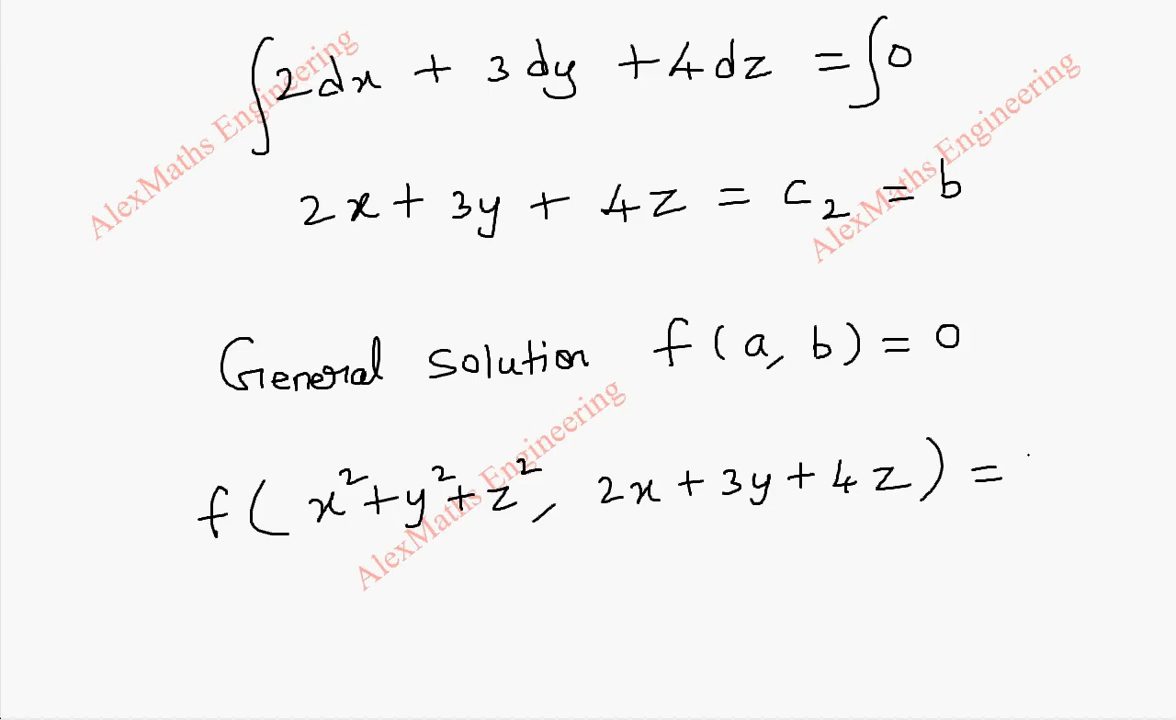 ∫2dx + 3dy + 4dz = ∫0
2x + 3y + 4z = c₂ = b
General solution f(a, b) = 0
f(x² + y² + z², 2x + 3y + 4z) =
AlexMaths Engineering
AlexMaths Engineering
AlexMaths Engineering